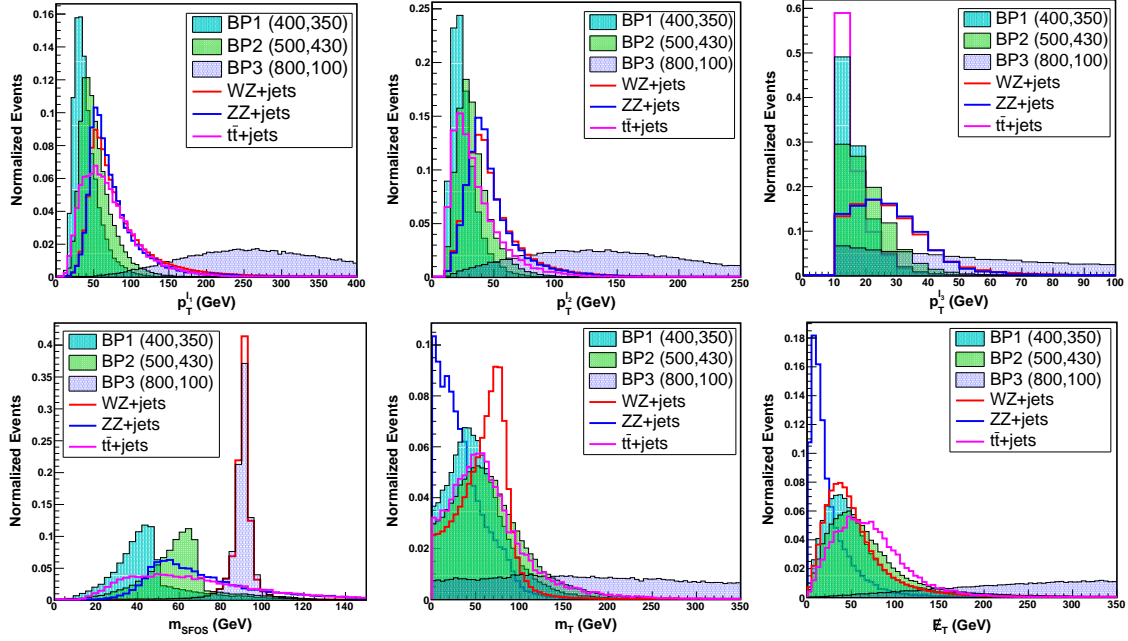 Normalized Events
0.16
0.14
0.12
0.1
0.08
0.06
0.04
0.02
0
BP1 (400,350)
BP2 (500,430)
BP3 (800,100)
WZ+jets
ZZ+jets
tt̄+jets
0 50 100 150 200 250 300 350 400
p_T^{l_1} (GeV)
Normalized Events
0.25
0.2
0.15
0.1
0.05
0
BP1 (400,350)
BP2 (500,430)
BP3 (800,100)
WZ+jets
ZZ+jets
tt̄+jets
0 50 100 150 200 250
p_T^{l_2} (GeV)
Normalized Events
0.6
0.5
0.4
0.3
0.2
0.1
0
BP1 (400,350)
BP2 (500,430)
BP3 (800,100)
WZ+jets
ZZ+jets
tt̄+jets
0 10 20 30 40 50 60 70 80 90 100
p_T^{l_3} (GeV)
Normalized Events
0.4
0.35
0.3
0.25
0.2
0.15
0.1
0.05
0
BP1 (400,350)
BP2 (500,430)
BP3 (800,100)
WZ+jets
ZZ+jets
tt̄+jets
0 20 40 60 80 100 120 140
m_SFOS (GeV)
Normalized Events
0.1
0.08
0.06
0.04
0.02
0
BP1 (400,350)
BP2 (500,430)
BP3 (800,100)
WZ+jets
ZZ+jets
tt̄+jets
0 50 100 150 200 250 300 350
m_T (GeV)
Normalized Events
0.18
0.16
0.14
0.12
0.1
0.08
0.06
0.04
0.02
0
BP1 (400,350)
BP2 (500,430)
BP3 (800,100)
WZ+jets
ZZ+jets
tt̄+jets
0 50 100 150 200 250 300 350
E̸_T (GeV)